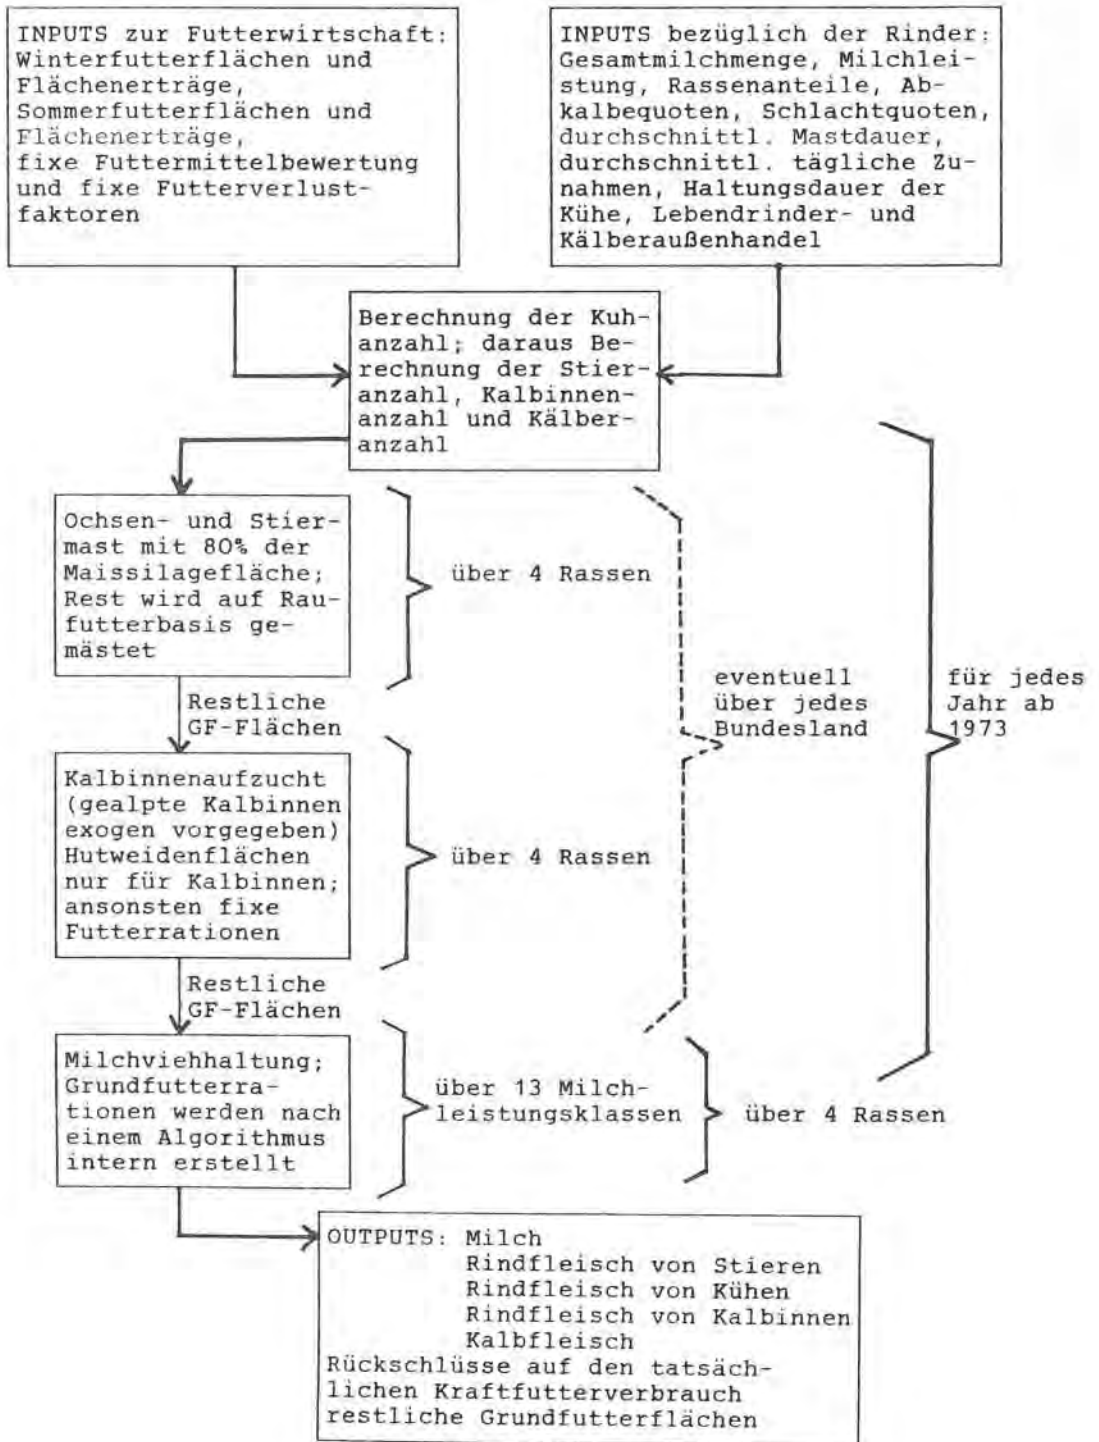 INPUTS zur Futterwirtschaft:
Winterfutterflächen und
Flächenerträge,
Sommerfutterflächen und
Flächenerträge,
fixe Futtermittelbewertung
und fixe Futterverlust-
faktoren
INPUTS bezüglich der Rinder:
Gesamtmilchmenge, Milchlei-
stung, Rassenanteile, Ab-
kalbequoten, Schlachtquoten,
durchschnittl. Mastdauer,
durchschnittl. tägliche Zu-
nahmen, Haltungsdauer der
Kühe, Lebendrinder- und
Kälberaußenhandel
Berechnung der Kuh-
anzahl; daraus Be-
rechnung der Stier-
anzahl, Kalbinnen-
anzahl und Kälber-
anzahl
Ochsen- und Stier-
mast mit 80% der
Maissilagefläche;
Rest wird auf Rau-
futterbasis ge-
mästet
über 4 Rassen
Restliche
GF-Flächen
eventuell
über jedes
Bundesland
für jedes
Jahr ab
1973
Kalbinnenaufzucht
(gealpte Kalbinnen
exogen vorgegeben)
Hutweidenflächen
nur für Kalbinnen;
ansonsten fixe
Futterrationen
über 4 Rassen
Restliche
GF-Flächen
Milchviehhaltung;
Grundfutterra-
tionen werden nach
einem Algorithmus
intern erstellt
über 13 Milch-
leistungsklassen
über 4 Rassen
OUTPUTS: Milch
Rindfleisch von Stieren
Rindfleisch von Kühen
Rindfleisch von Kalbinnen
Kalbfleisch
Rückschlüsse auf den tatsäch-
lichen Kraftfutterverbrauch
restliche Grundfutterflächen